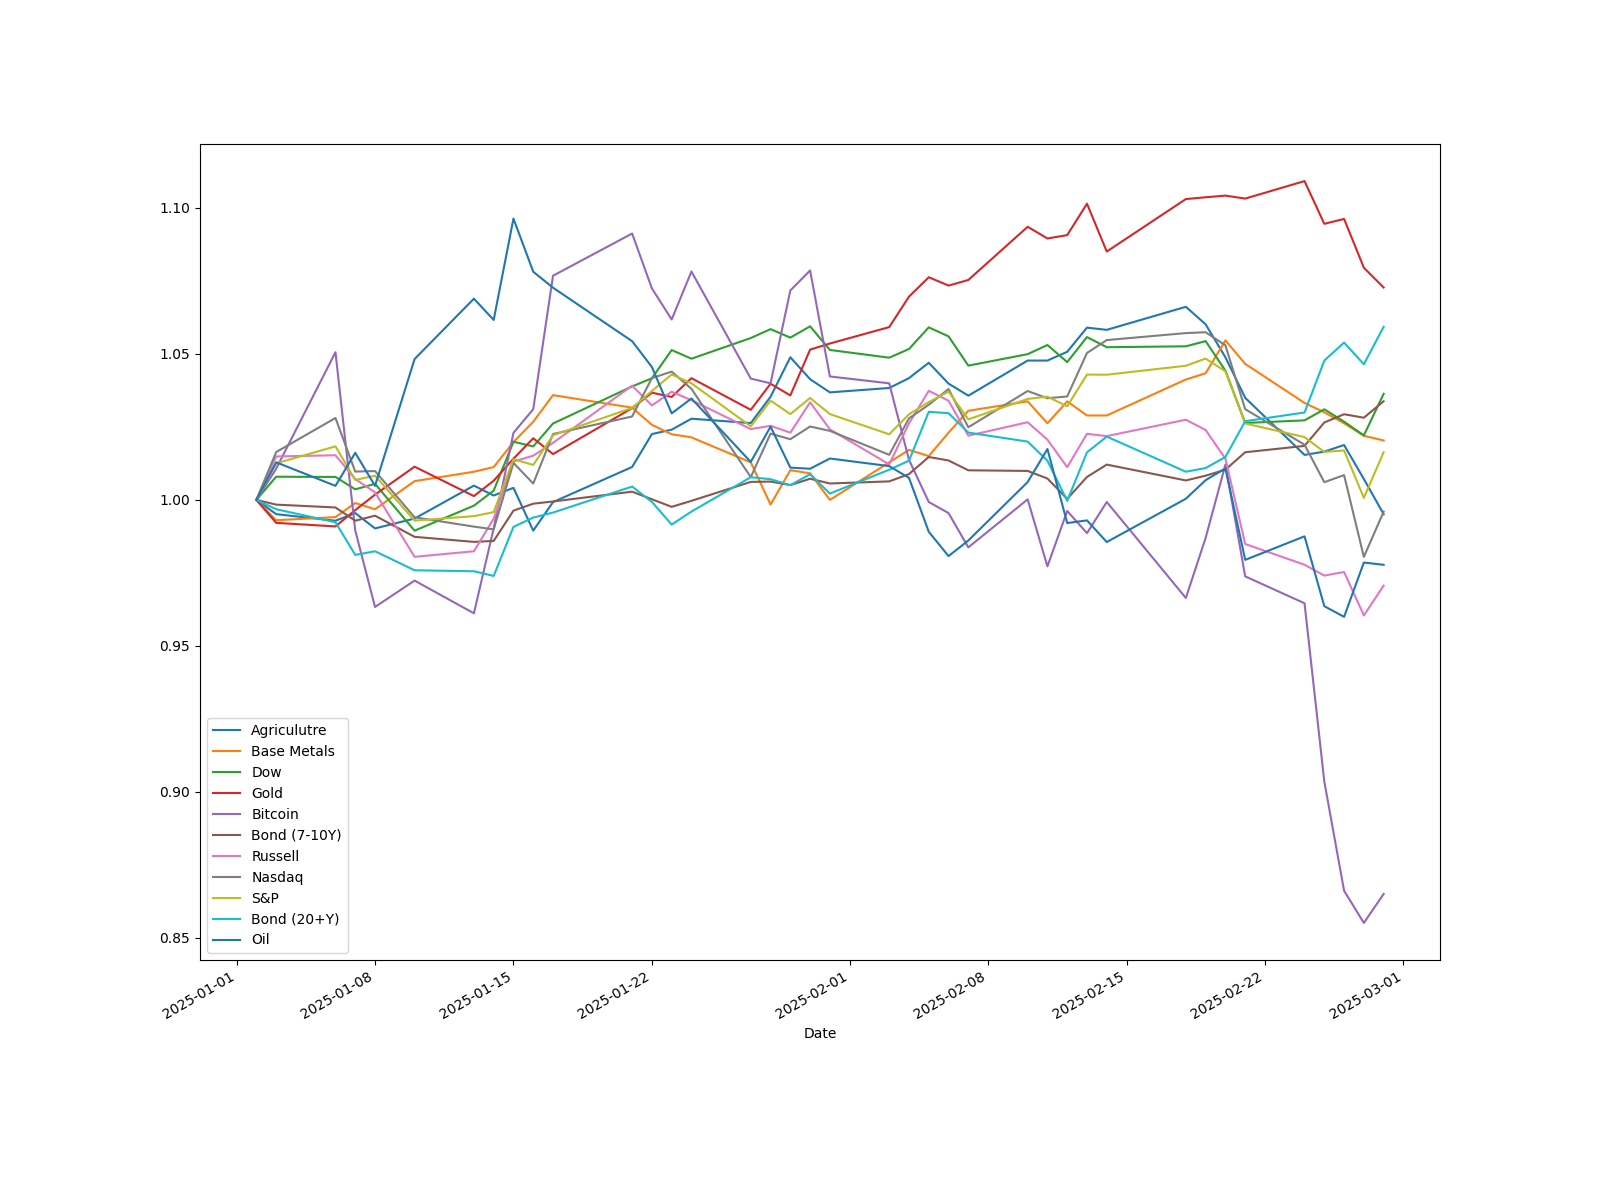 1.10
1.05
1.00
0.95
0.90
0.85
Agriculutre
Base Metals
Dow
Gold
Bitcoin
Bond (7-10Y)
Russell
Nasdaq
S&P
Bond (20+Y)
Oil
2025-01-01
2025-01-08
2025-01-15
2025-01-22
2025-02-01
2025-02-08
2025-02-15
2025-02-22
2025-03-01
Date